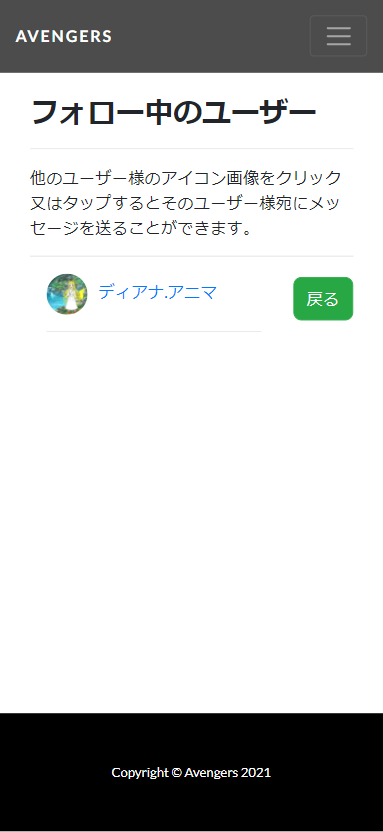 AVENGERS
フォロー中のユーザー
他のユーザー様のアイコン画像をクリック
又はタップするとそのユーザー様宛にメッ
セージを送ることができます。
ディアナ.アニマ
戻る
Copyright © Avengers 2021